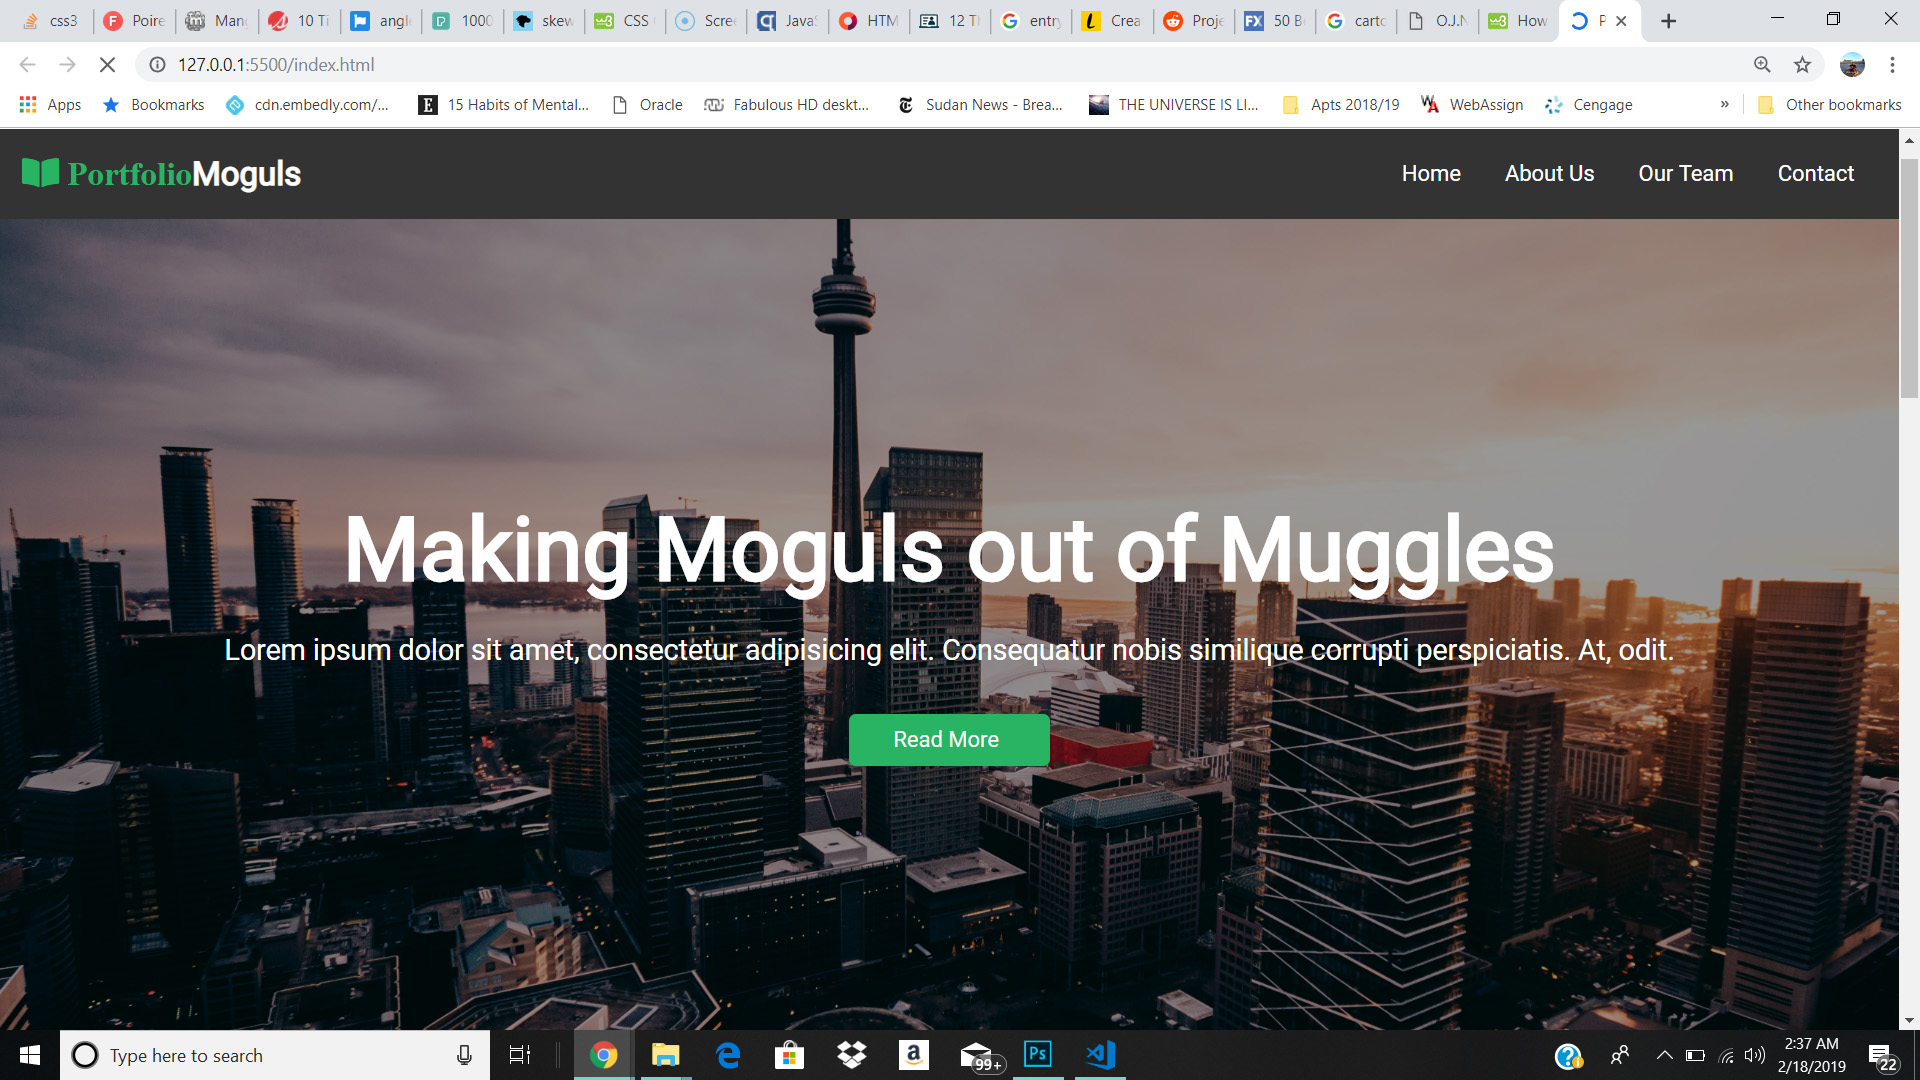 css3 Poire Man 10 Ti angl 1000 skew CSS Scre Java HTM 12 T entry Crea Proje 50 B carto O.J.N How P
127.0.0.1:5500/index.html
Apps Bookmarks cdn.embedly.com/... 15 Habits of Mental... Oracle Fabulous HD deskt... Sudan News - Brea... THE UNIVERSE IS LI... Apts 2018/19 WebAssign Cengage » Other bookmarks
PortfolioMoguls Home About Us Our Team Contact
Making Moguls out of Muggles
Lorem ipsum dolor sit amet, consectetur adipisicing elit. Consequatur nobis similique corrupti perspiciatis. At, odit.
Read More
Type here to search 99+ Ps 2:37 AM
2/18/2019 22